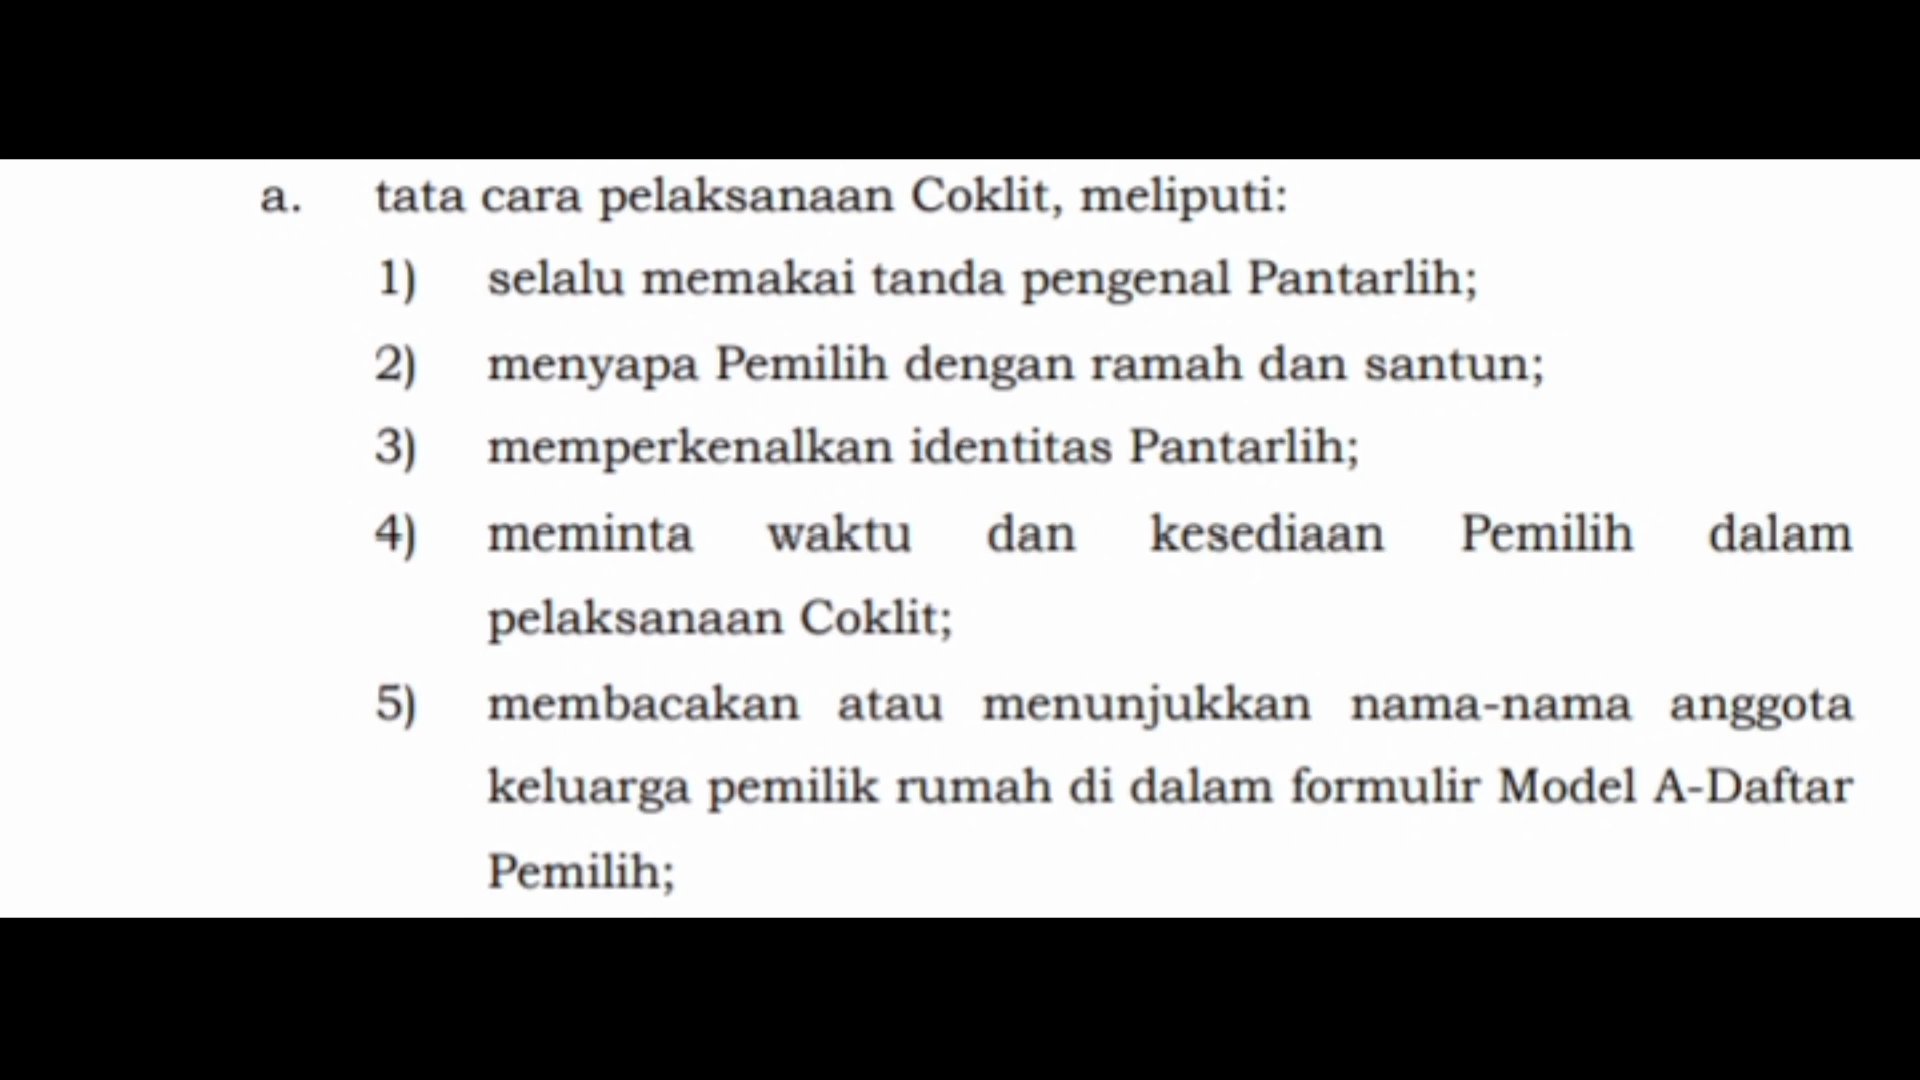 a. tata cara pelaksanaan Coklit, meliputi:
1) selalu memakai tanda pengenal Pantarlih;
2) menyapa Pemilih dengan ramah dan santun;
3) memperkenalkan identitas Pantarlih;
4) meminta waktu dan kesediaan Pemilih dalam
pelaksanaan Coklit;
5) membacakan atau menunjukkan nama-nama anggota
keluarga pemilik rumah di dalam formulir Model A-Daftar
Pemilih;